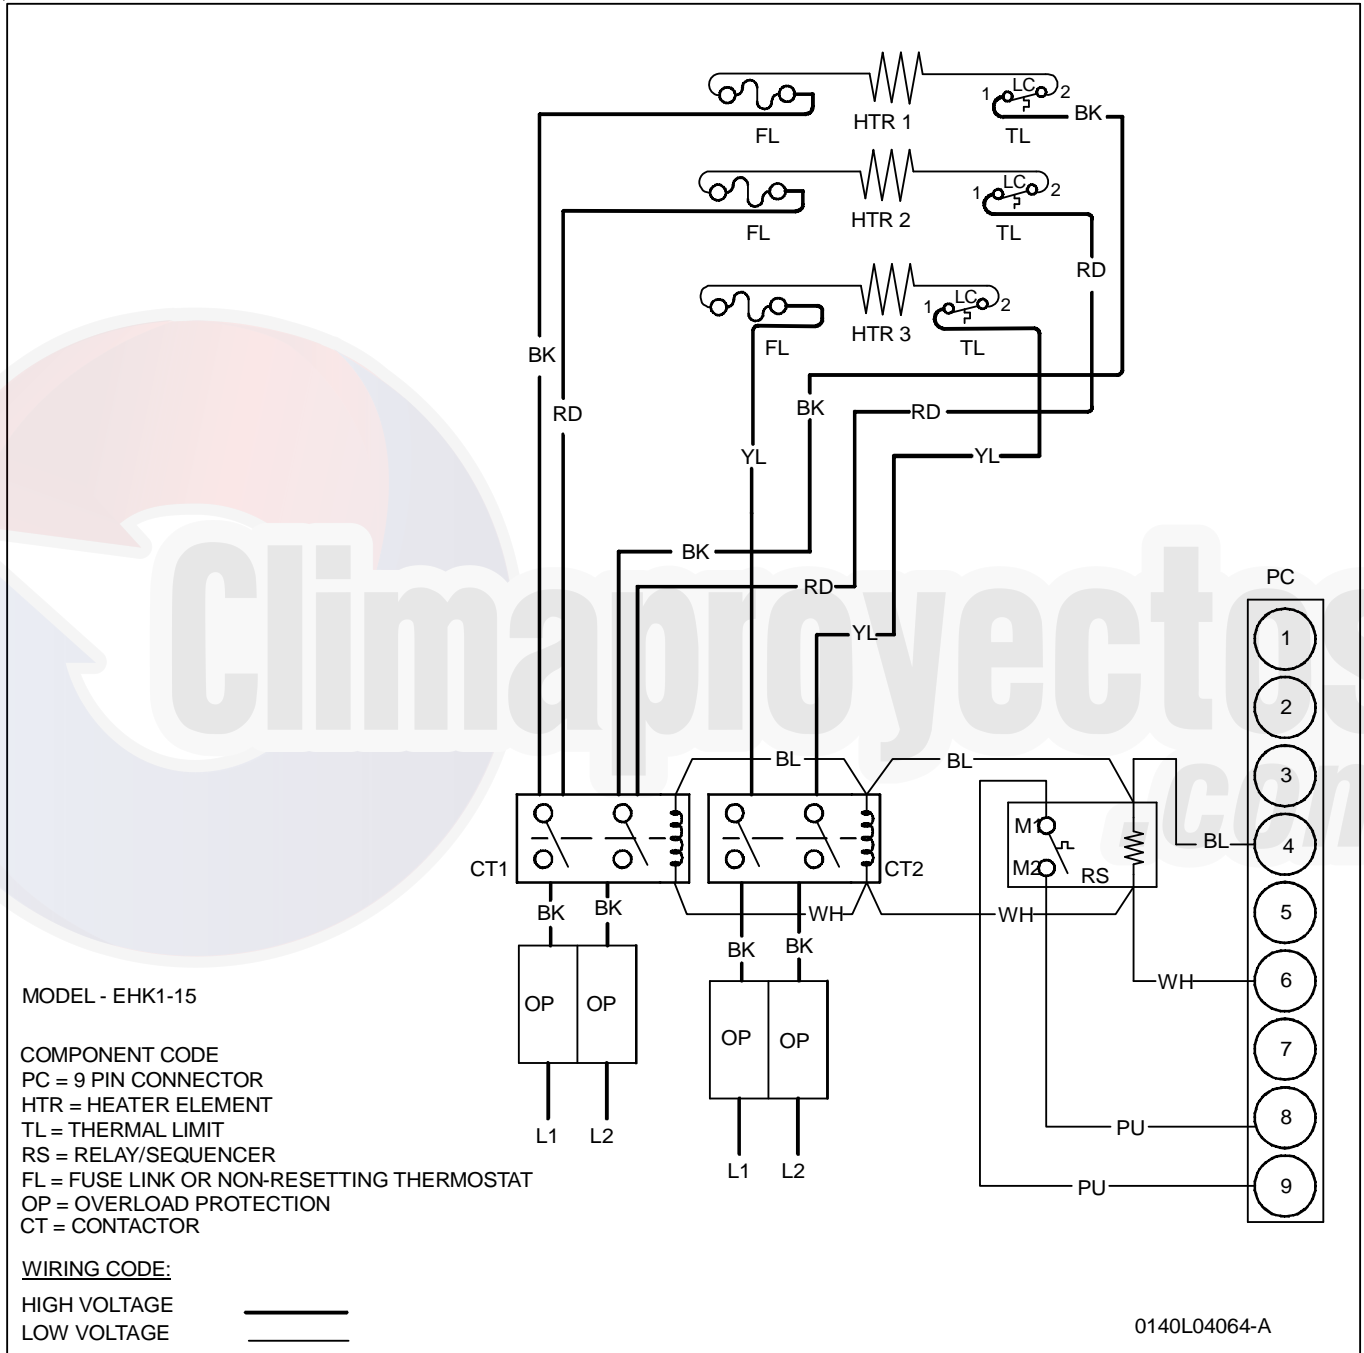 1
LC
2
BK
HTR 1
FL
TL
1
LC
2
HTR 2
FL
TL
RD
1
LC
2
HTR 3
FL
TL
BK
RD
BK
RD
YL
YL
BK
RD
YL
PC
1
2
3
4
5
6
7
8
9
Climaproyectos
.com
BL
BL
BL
M1
M2
RS
CT1
CT2
WH
WH
WH
BK
BK
BK
BK
OP
OP
OP
OP
L1
L2
L1
L2
PU
PU
MODEL - EHK1-15
COMPONENT CODE
PC = 9 PIN CONNECTOR
HTR = HEATER ELEMENT
TL = THERMAL LIMIT
RS = RELAY/SEQUENCER
FL = FUSE LINK OR NON-RESETTING THERMOSTAT
OP = OVERLOAD PROTECTION
CT = CONTACTOR
WIRING CODE:
HIGH VOLTAGE
LOW VOLTAGE
0140L04064-A